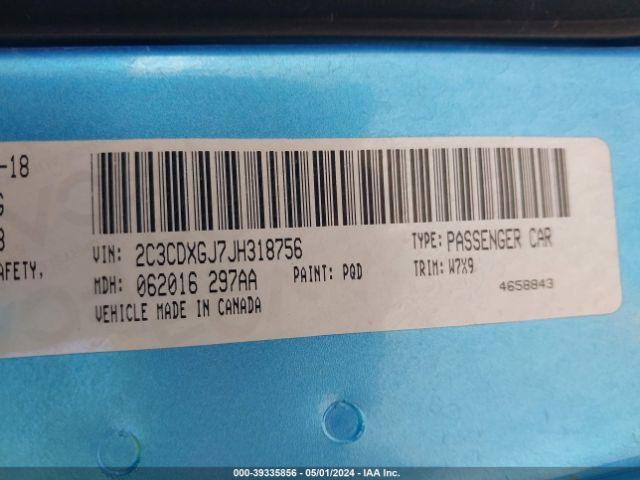 -18
G
8
AFETY,
VIN: 2C3CDXGJ7JH318756
TYPE: PASSENGER CAR
MDH: 062016 297AA
PAINT: PQD
TRIM: W7X9
VEHICLE MADE IN CANADA
4658843
000-39335856 - 05/01/2024 - IAA Inc.